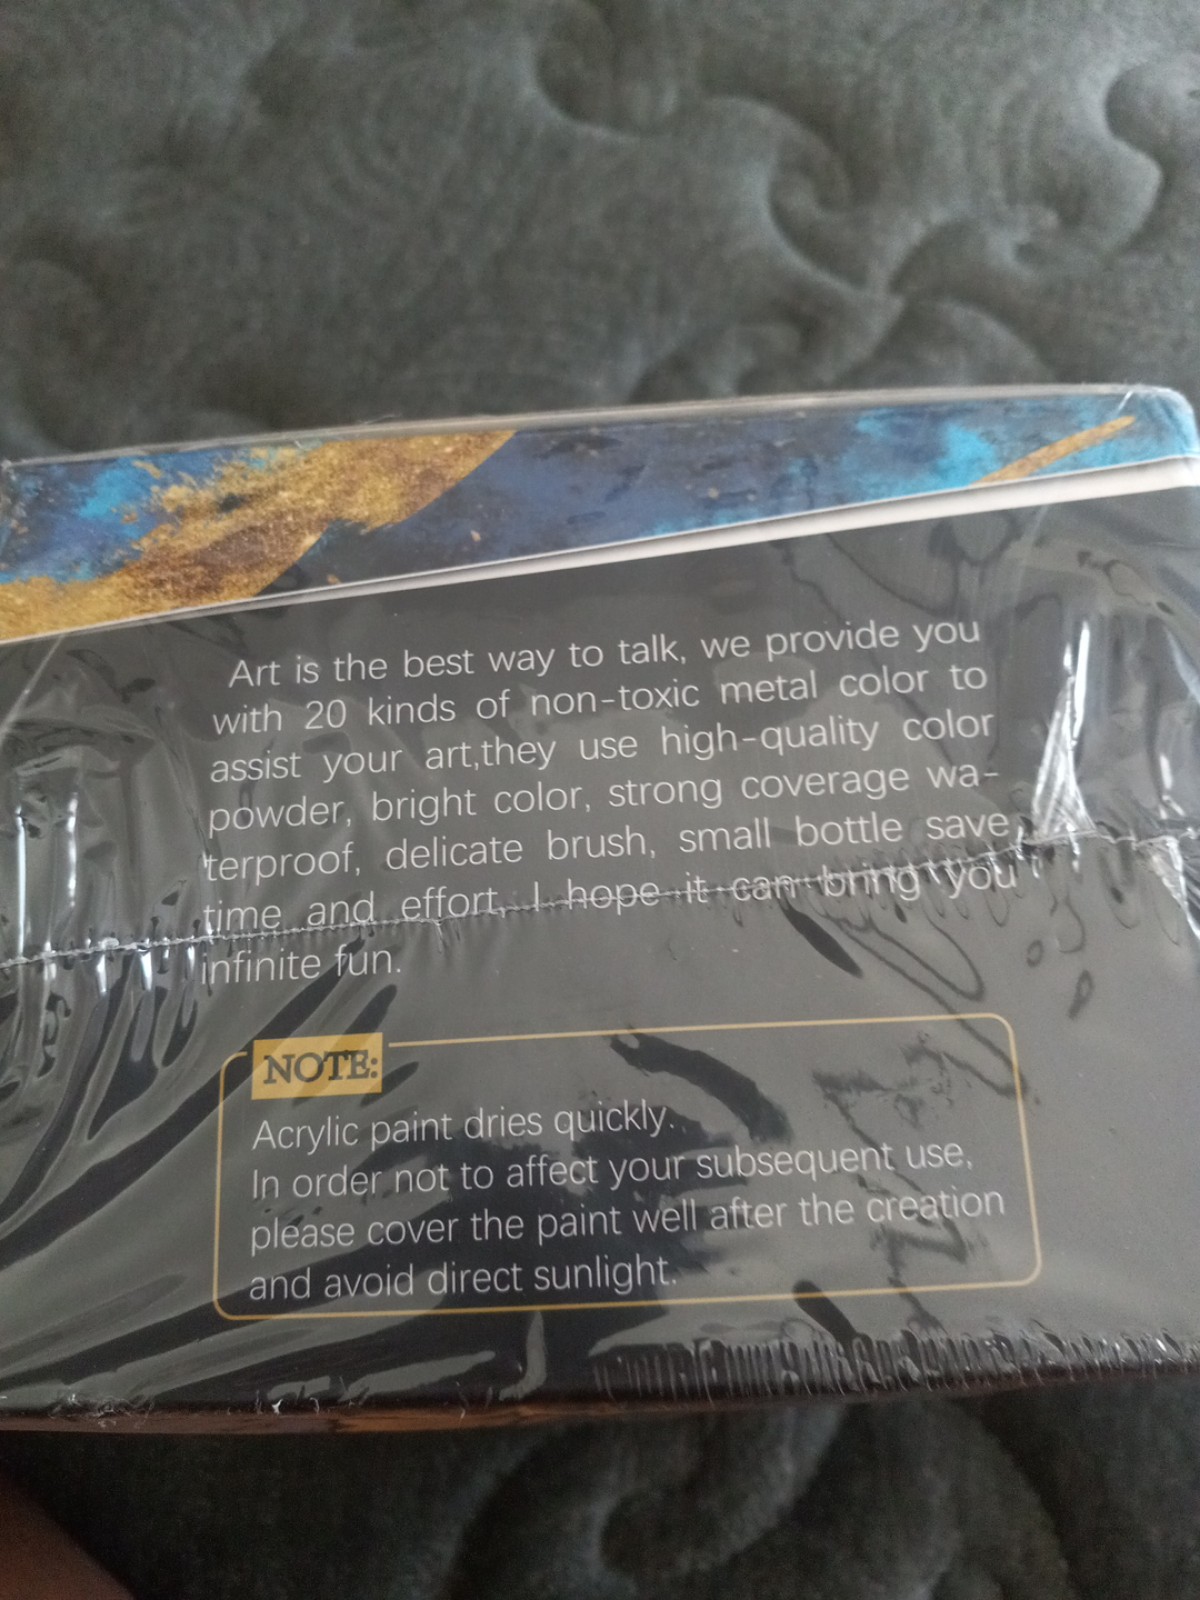 Art is the best way to talk, we provide you
with 20 kinds of non-toxic metal color to
assist your art,they use high-quality color
powder, bright color, strong coverage wa-
terproof, delicate brush, small bottle save
time and effort, I hope it can bring you
infinite fun.
NOTE:
Acrylic paint dries quickly.
In order not to affect your subsequent use,
please cover the paint well after the creation
and avoid direct sunlight.